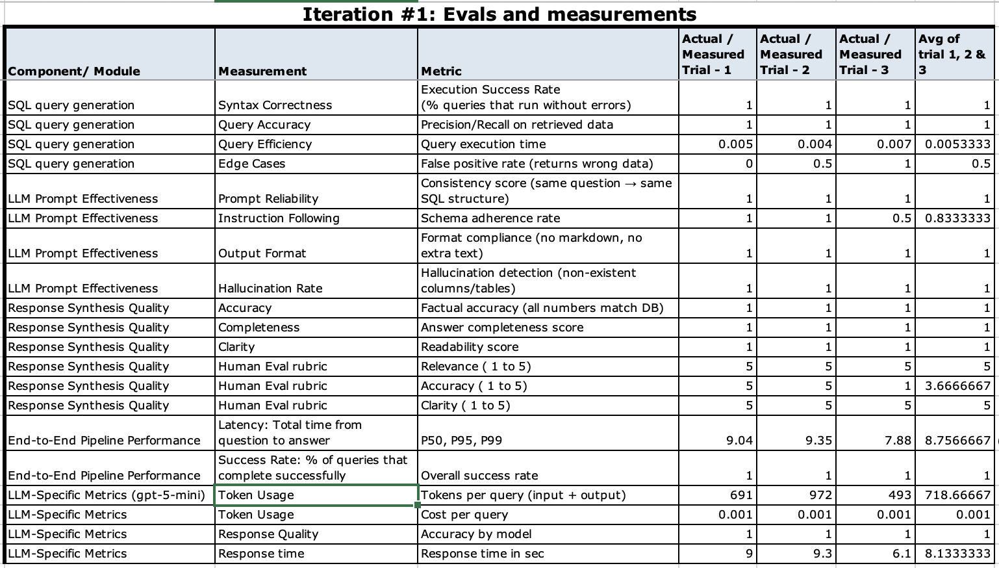 Iteration #1: Evals and measurements
Component/ Module | Measurement | Metric | Actual / Measured Trial - 1 | Actual / Measured Trial - 2 | Actual / Measured Trial - 3 | Avg of trial 1, 2 & 3
SQL query generation | Syntax Correctness | Execution Success Rate (% queries that run without errors) | 1 | 1 | 1 | 1
SQL query generation | Query Accuracy | Precision/Recall on retrieved data | 1 | 1 | 1 | 1
SQL query generation | Query Efficiency | Query execution time | 0.005 | 0.004 | 0.007 | 0.0053333
SQL query generation | Edge Cases | False positive rate (returns wrong data) | 0 | 0.5 | 1 | 0.5
LLM Prompt Effectiveness | Prompt Reliability | Consistency score (same question → same SQL structure) | 1 | 1 | 1 | 1
LLM Prompt Effectiveness | Instruction Following | Schema adherence rate | 1 | 1 | 0.5 | 0.8333333
LLM Prompt Effectiveness | Output Format | Format compliance (no markdown, no extra text) | 1 | 1 | 1 | 1
LLM Prompt Effectiveness | Hallucination Rate | Hallucination detection (non-existent columns/tables) | 1 | 1 | 1 | 1
Response Synthesis Quality | Accuracy | Factual accuracy (all numbers match DB) | 1 | 1 | 1 | 1
Response Synthesis Quality | Completeness | Answer completeness score | 1 | 1 | 1 | 1
Response Synthesis Quality | Clarity | Readability score | 1 | 1 | 1 | 1
Response Synthesis Quality | Human Eval rubric | Relevance ( 1 to 5) | 5 | 5 | 5 | 5
Response Synthesis Quality | Human Eval rubric | Accuracy ( 1 to 5) | 5 | 5 | 1 | 3.6666667
Response Synthesis Quality | Human Eval rubric | Clarity ( 1 to 5) | 5 | 5 | 5 | 5
End-to-End Pipeline Performance | Latency: Total time from question to answer | P50, P95, P99 | 9.04 | 9.35 | 7.88 | 8.7566667
End-to-End Pipeline Performance | Success Rate: % of queries that complete successfully | Overall success rate | 1 | 1 | 1 | 1
LLM-Specific Metrics (gpt-5-mini) | Token Usage | Tokens per query (input + output) | 691 | 972 | 493 | 718.66667
LLM-Specific Metrics | Token Usage | Cost per query | 0.001 | 0.001 | 0.001 | 0.001
LLM-Specific Metrics | Response Quality | Accuracy by model | 1 | 1 | 1 | 1
LLM-Specific Metrics | Response time | Response time in sec | 9 | 9.3 | 6.1 | 8.1333333